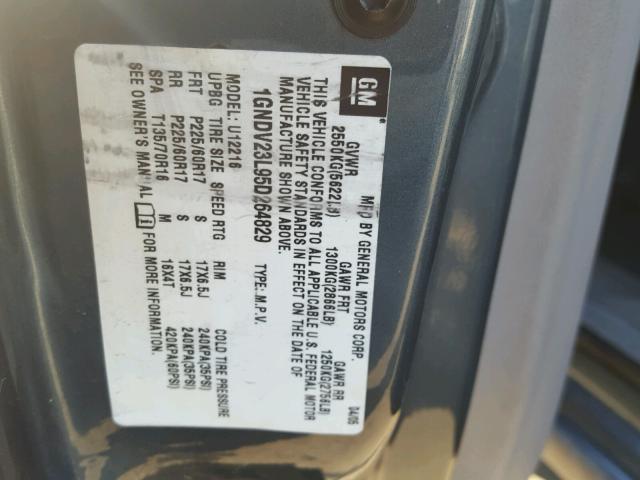 GM
MFD BY GENERAL MOTORS CORP. 04/05
GVWR GAWR FRT GAWR RR
2550KG(5622LB) 1300KG(2866LB) 1250KG(2756LB)
THIS VEHICLE CONFORMS TO ALL APPLICABLE U.S. FEDERAL MOTOR
VEHICLE SAFETY STANDARDS IN EFFECT ON THE DATE OF
MANUFACTURE SHOWN ABOVE.
1GNDV23L95D264829 TYPE: M.P.V.
MODEL: U12216
UPBG TIRE SIZE SPEED RTG RIM COLD TIRE PRESSURE
FRT P225/60R17 S 17X6.5J 240KPA(35PSI)
RR P225/60R17 S 17X6.5J 240KPA(35PSI)
SPA T135/70R16 M 16X4T 420KPA(60PSI)
SEE OWNER'S MANUAL FOR MORE INFORMATION.